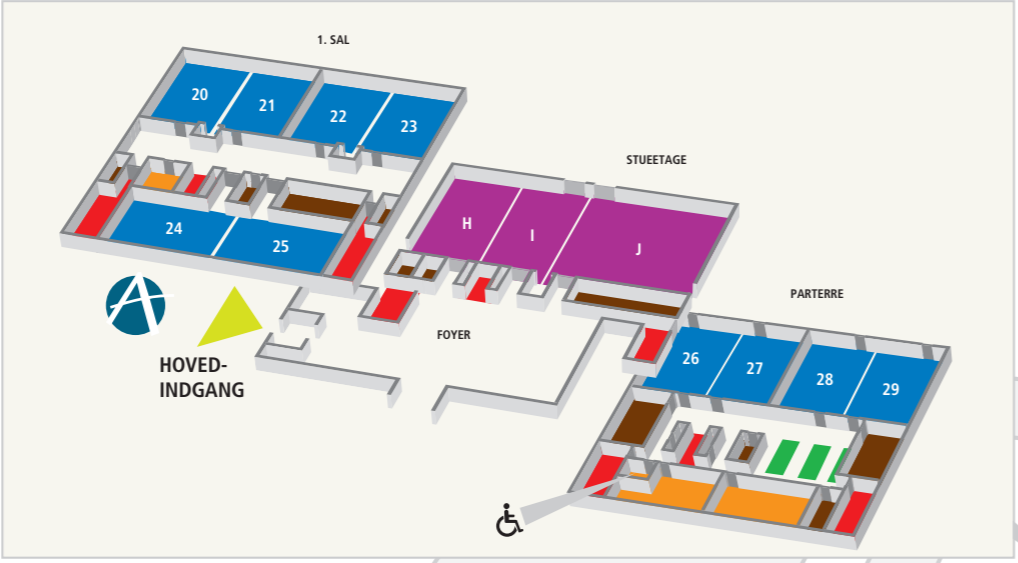 1. SAL
20
21
22
23
24
25
STUEETAGE
H
I
J
FOYER
HOVED-
INDGANG
PARTERRE
26
27
28
29